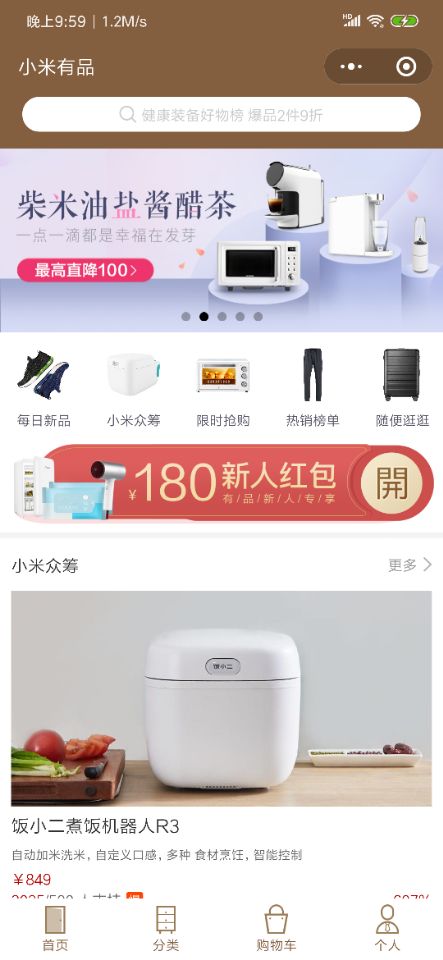 晚上9:59 | 1.2M/s
HD
小米有品
健康装备好物榜 爆品2件9折
柴米油盐酱醋茶
一点一滴都是幸福在发芽
最高直降100>
每日新品
小米众筹
限时抢购
热销榜单
随便逛逛
¥180 新人红包
有/品/新/人/专/享
開
小米众筹
更多 >
饭小二
饭小二煮饭机器人R3
自动加米洗米，自定义口感，多种 食材烹饪，智能控制
¥849
首页
分类
购物车
个人